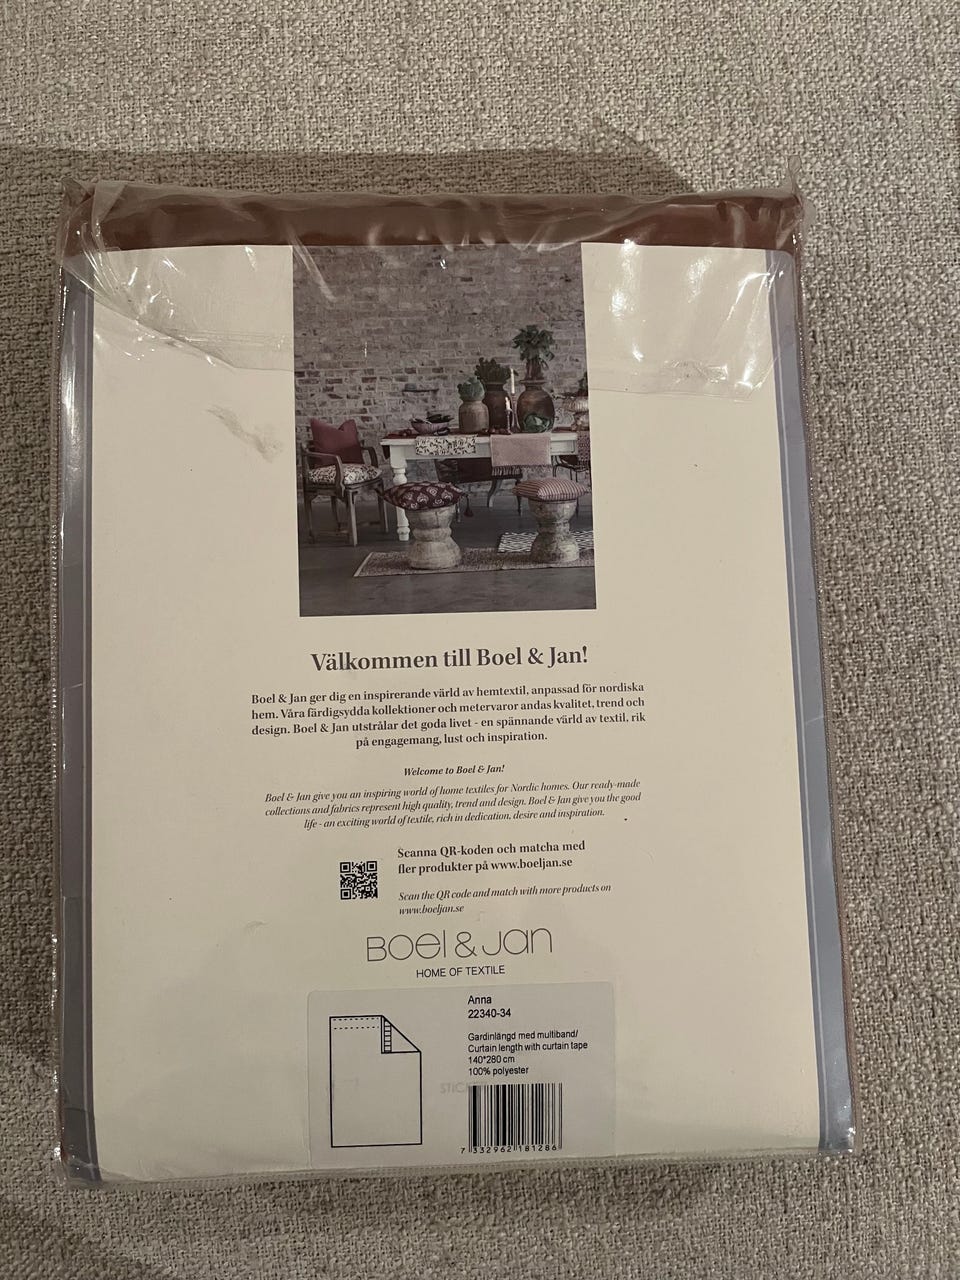 Välkommen till Boel & Jan!
Boel & Jan ger dig en inspirerande värld av hemtextil, anpassad för nordiska
hem. Våra färdigsydda kollektioner och metervaror andas kvalitet, trend och
design. Boel & Jan utstrålar det goda livet - en spännande värld av textil, rik
på engagemang, lust och inspiration.
Welcome to Boel & Jan!
Boel & Jan give you an inspiring world of home textiles for Nordic homes. Our ready-made
collections and fabrics represent high quality, trend and design. Boel & Jan give you the good
life - an exciting world of textile, rich in dedication, desire and inspiration.
Scanna QR-koden och matcha med
fler produkter på www.boeljan.se
Scan the QR code and match with more products on
www.boeljan.se
Boel & Jan
HOME OF TEXTILE
Anna
22340-34
Gardinlängd med multiband/
Curtain length with curtain tape
140*280 cm
100% polyester
7 332962 181286